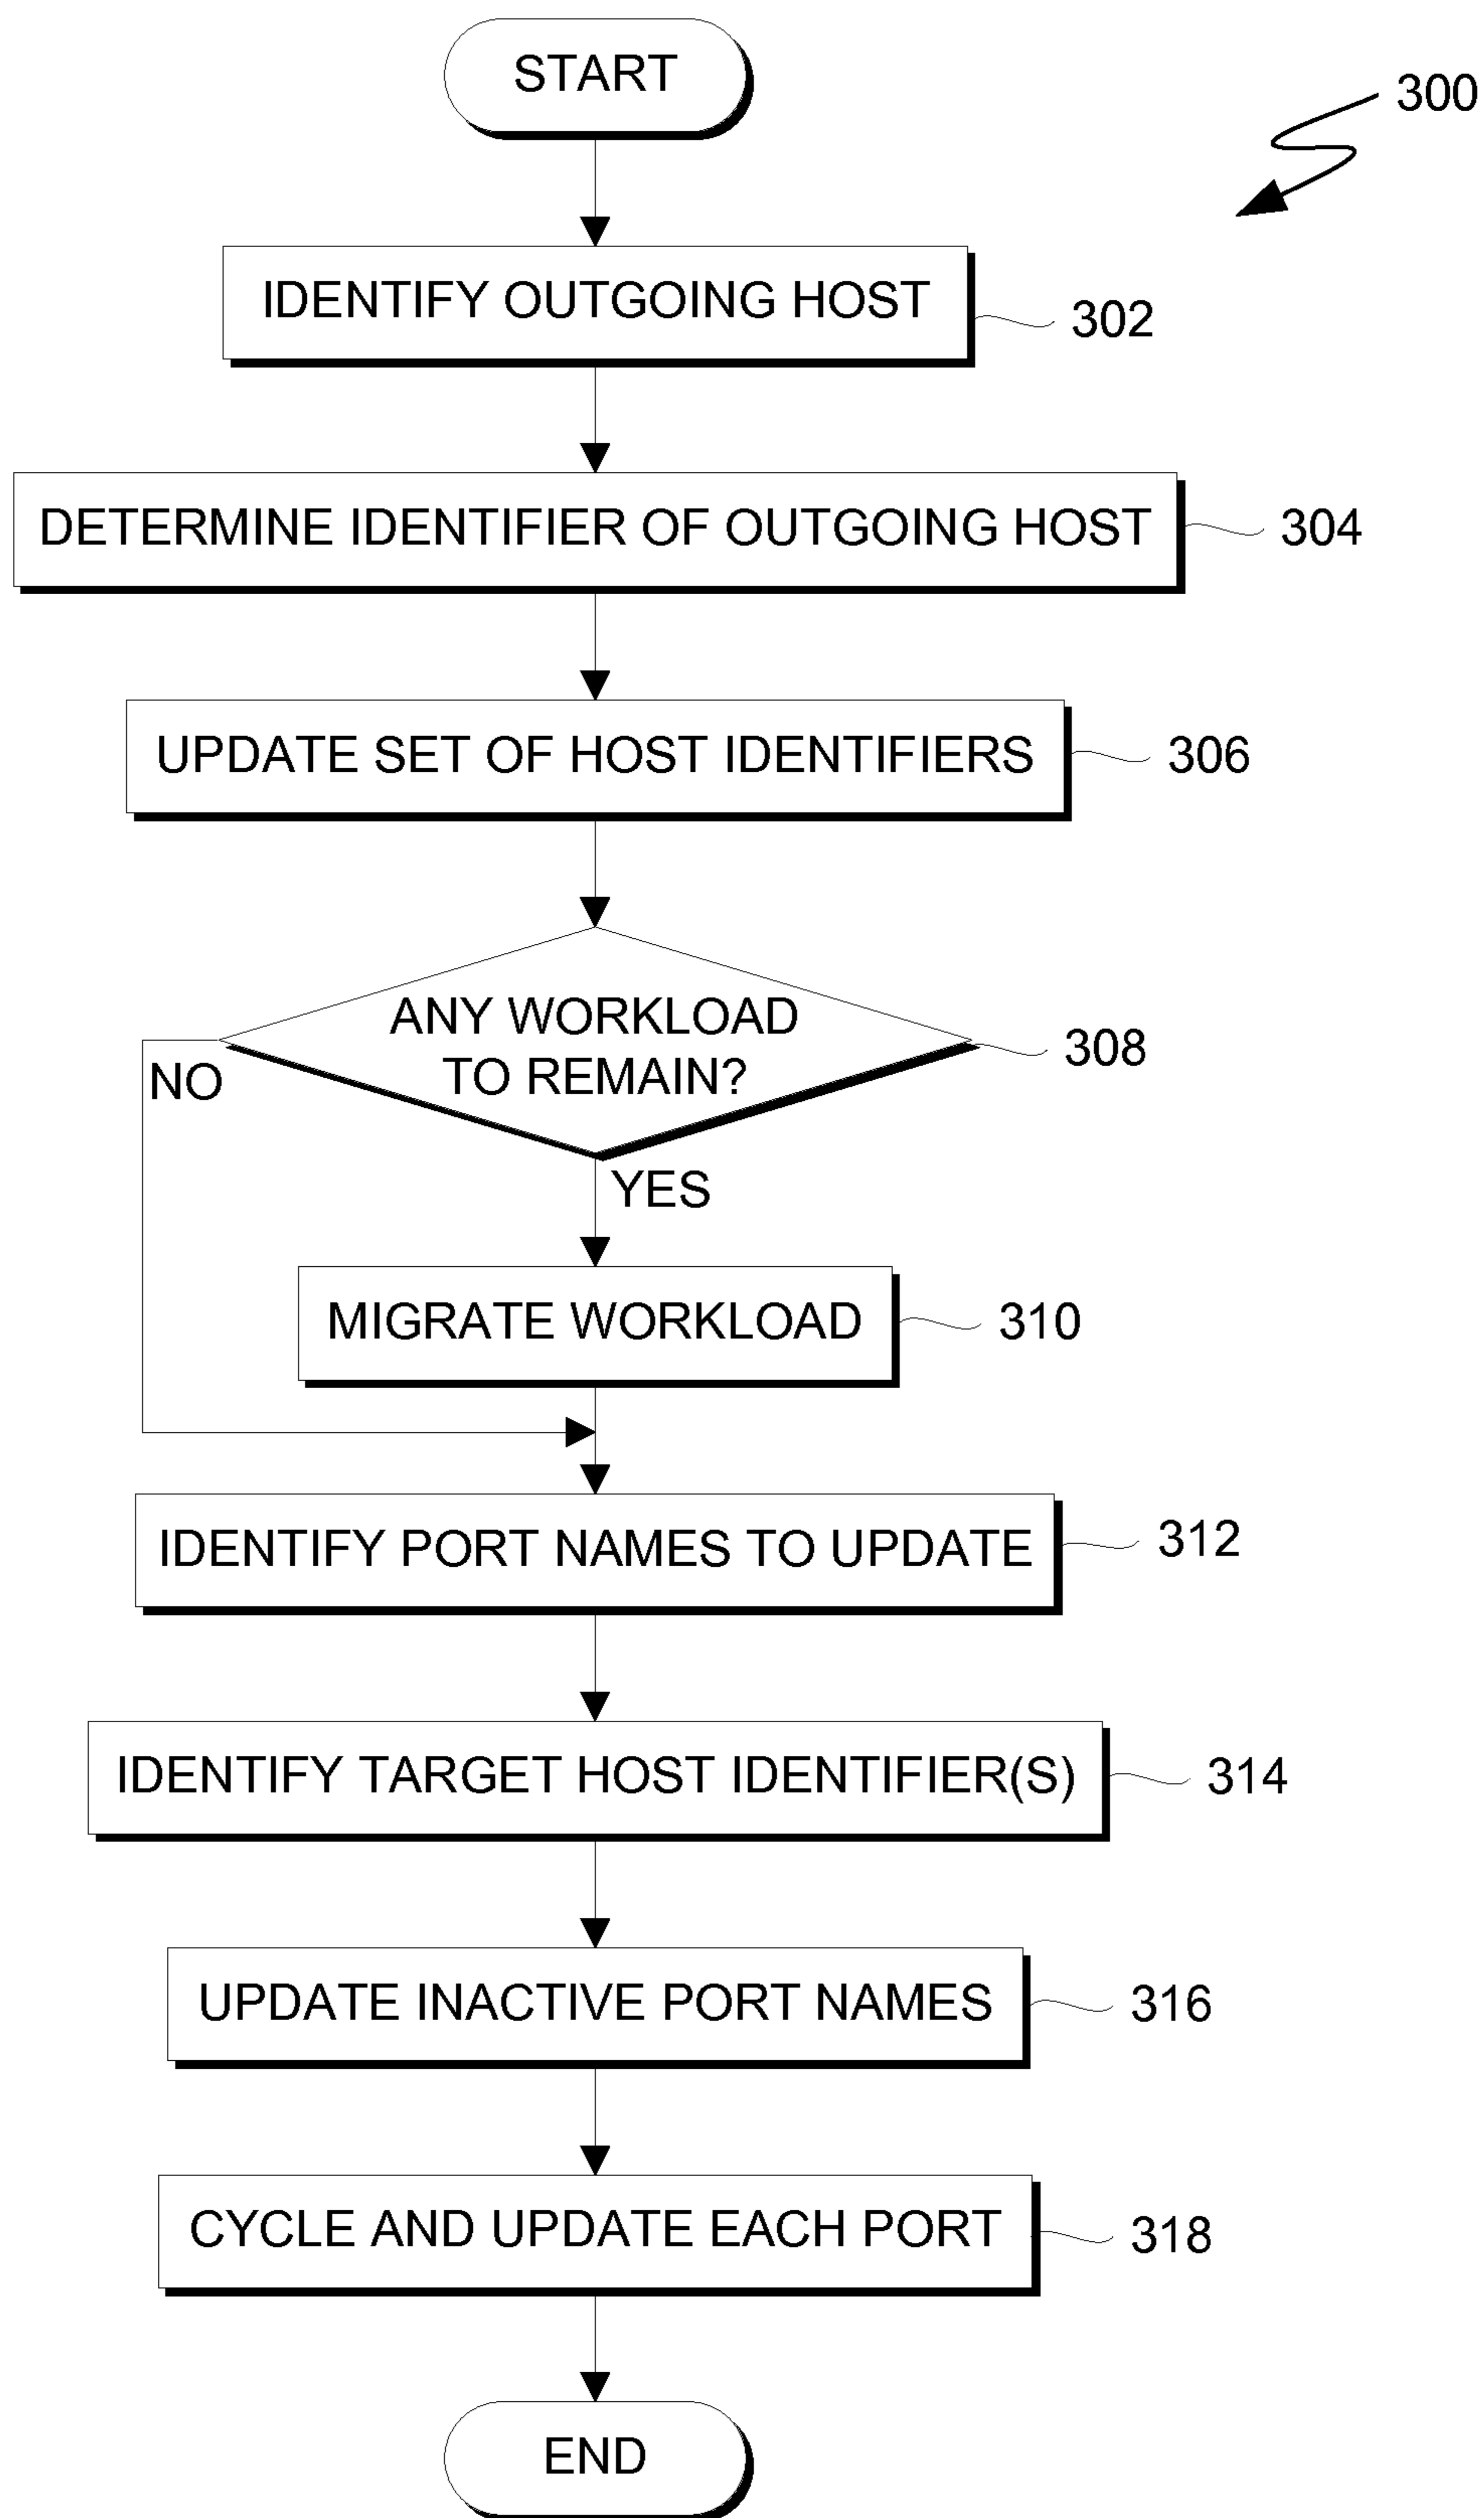 START
300
IDENTIFY OUTGOING HOST
302
DETERMINE IDENTIFIER OF OUTGOING HOST
304
UPDATE SET OF HOST IDENTIFIERS
306
ANY WORKLOAD
TO REMAIN?
308
NO
YES
MIGRATE WORKLOAD
310
IDENTIFY PORT NAMES TO UPDATE
312
IDENTIFY TARGET HOST IDENTIFIER(S)
314
UPDATE INACTIVE PORT NAMES
316
CYCLE AND UPDATE EACH PORT
318
END